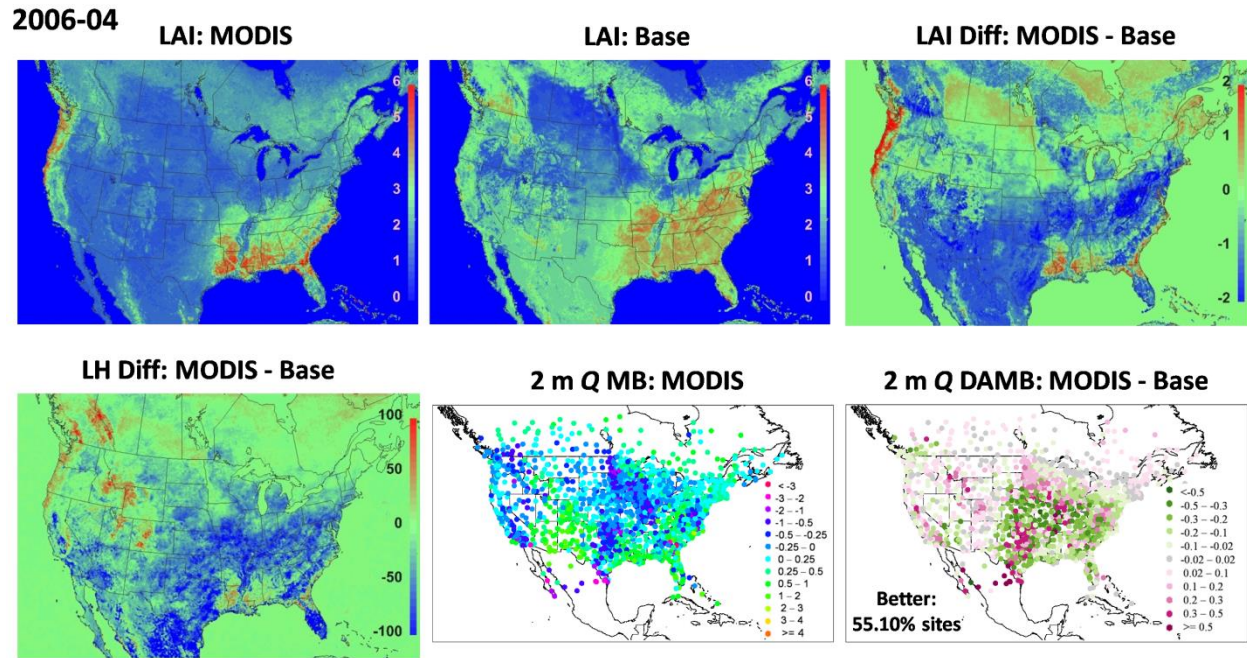 2006-04
LAI: MODIS
LAI: Base
LAI Diff: MODIS - Base
6
5
4
3
2
1
0
6
5
4
3
2
1
0
2
1
0
-1
-2
LH Diff: MODIS - Base
2 m Q MB: MODIS
2 m Q DAMB: MODIS - Base
100
50
0
-50
-100
< -3
-3 – -2
-2 – -1
-1 – -0.5
-0.5 – -0.25
-0.25 – 0
0 – 0.25
0.25 – 0.5
0.5 – 1
1 – 2
2 – 3
3 – 4
>= 4
<-0.5
-0.5 – -0.3
-0.3 – -0.2
-0.2 – -0.1
-0.1 – -0.02
-0.02 – 0.02
0.02 – 0.1
0.1 – 0.2
0.2 – 0.3
0.3 – 0.5
>= 0.5
Better:
55.10% sites